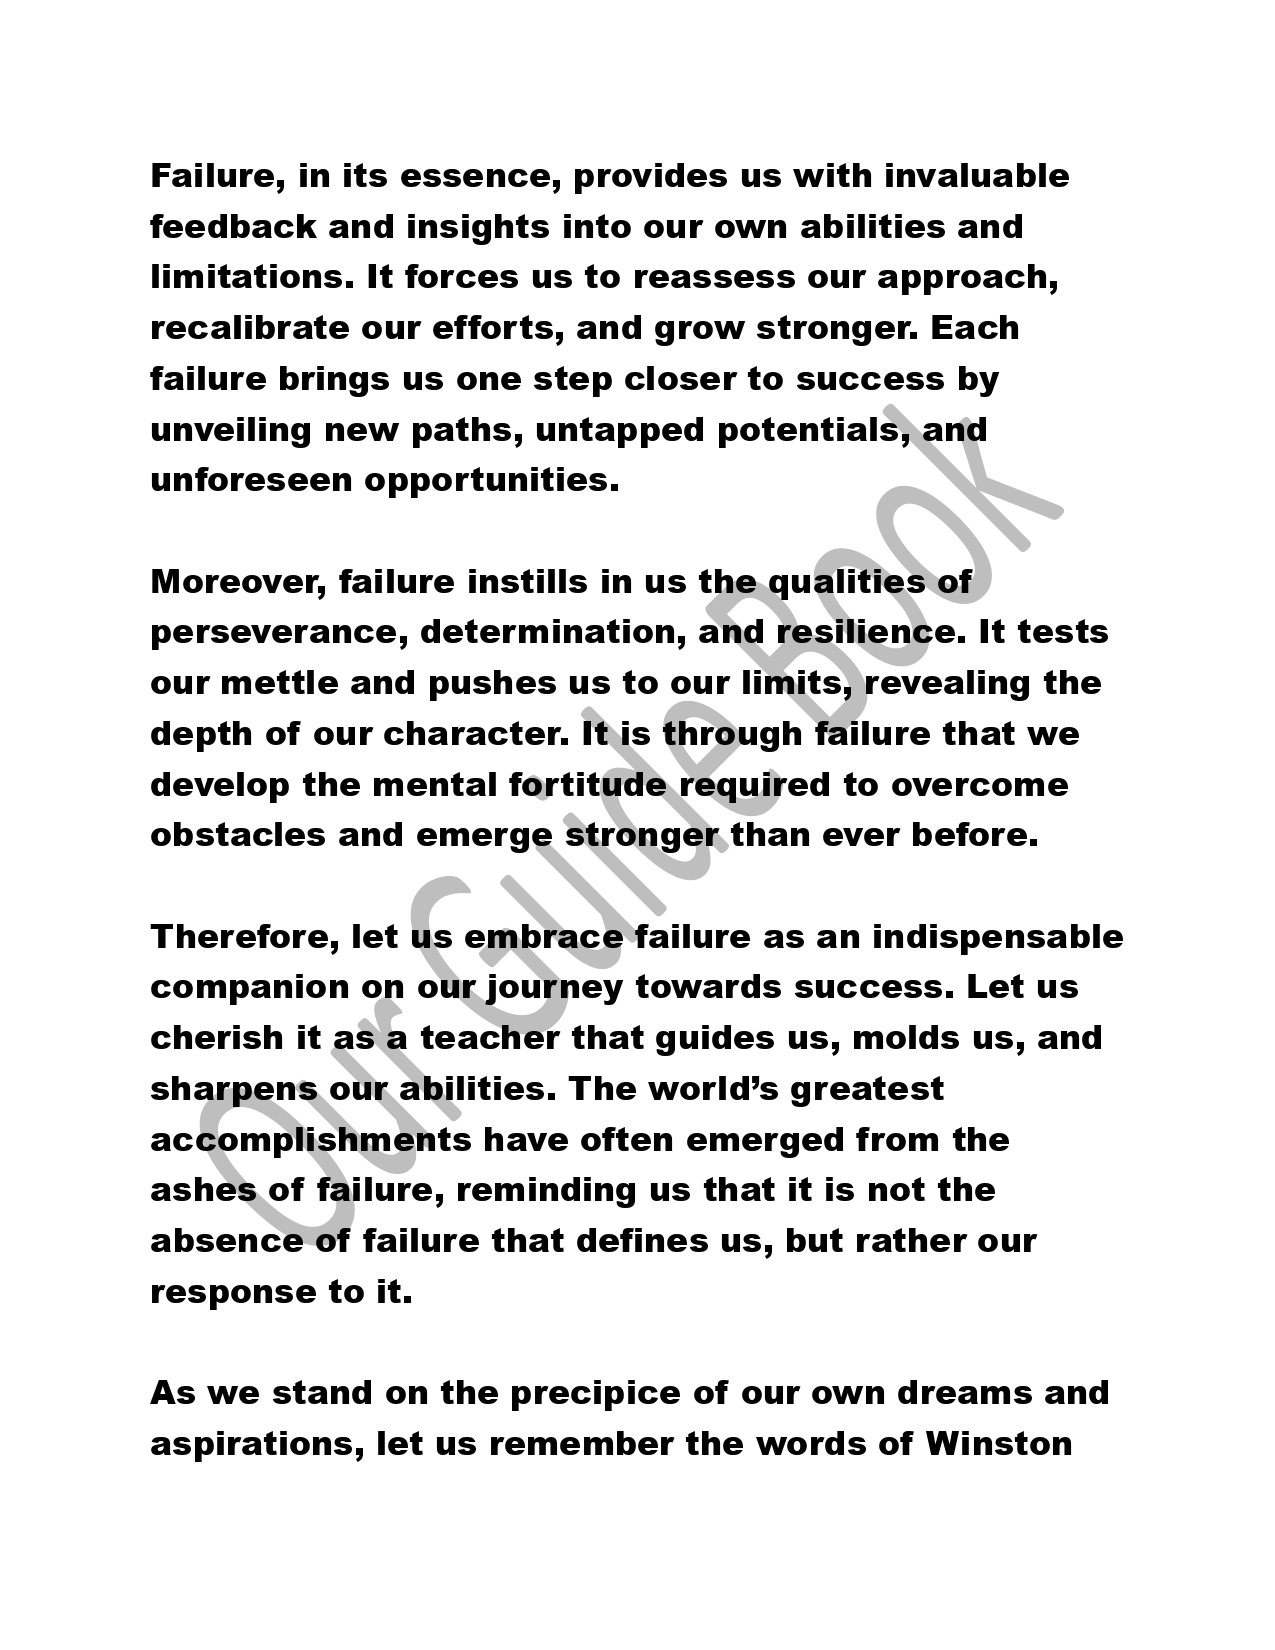 Failure, in its essence, provides us with invaluable
feedback and insights into our own abilities and
limitations. It forces us to reassess our approach,
recalibrate our efforts, and grow stronger. Each
failure brings us one step closer to success by
unveiling new paths, untapped potentials, and
unforeseen opportunities.
Moreover, failure instills in us the qualities of
perseverance, determination, and resilience. It tests
our mettle and pushes us to our limits, revealing the
depth of our character. It is through failure that we
develop the mental fortitude required to overcome
obstacles and emerge stronger than ever before.
Therefore, let us embrace failure as an indispensable
companion on our journey towards success. Let us
cherish it as a teacher that guides us, molds us, and
sharpens our abilities. The world’s greatest
accomplishments have often emerged from the
ashes of failure, reminding us that it is not the
absence of failure that defines us, but rather our
response to it.
As we stand on the precipice of our own dreams and
aspirations, let us remember the words of Winston
Our Guide Book